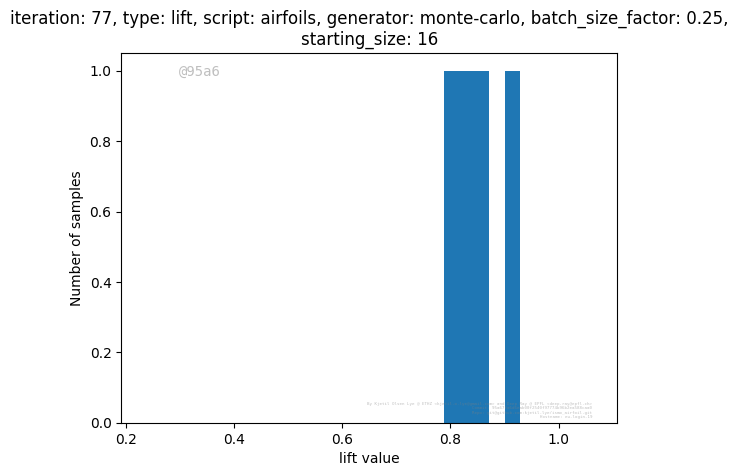 iteration: 77, type: lift, script: airfoils, generator: monte-carlo, batch_size_factor: 0.25,
starting_size: 16
@95a6
1.0
0.8
0.6
0.4
0.2
0.0
Number of samples
0.2 0.4 0.6 0.8 1.0
lift value